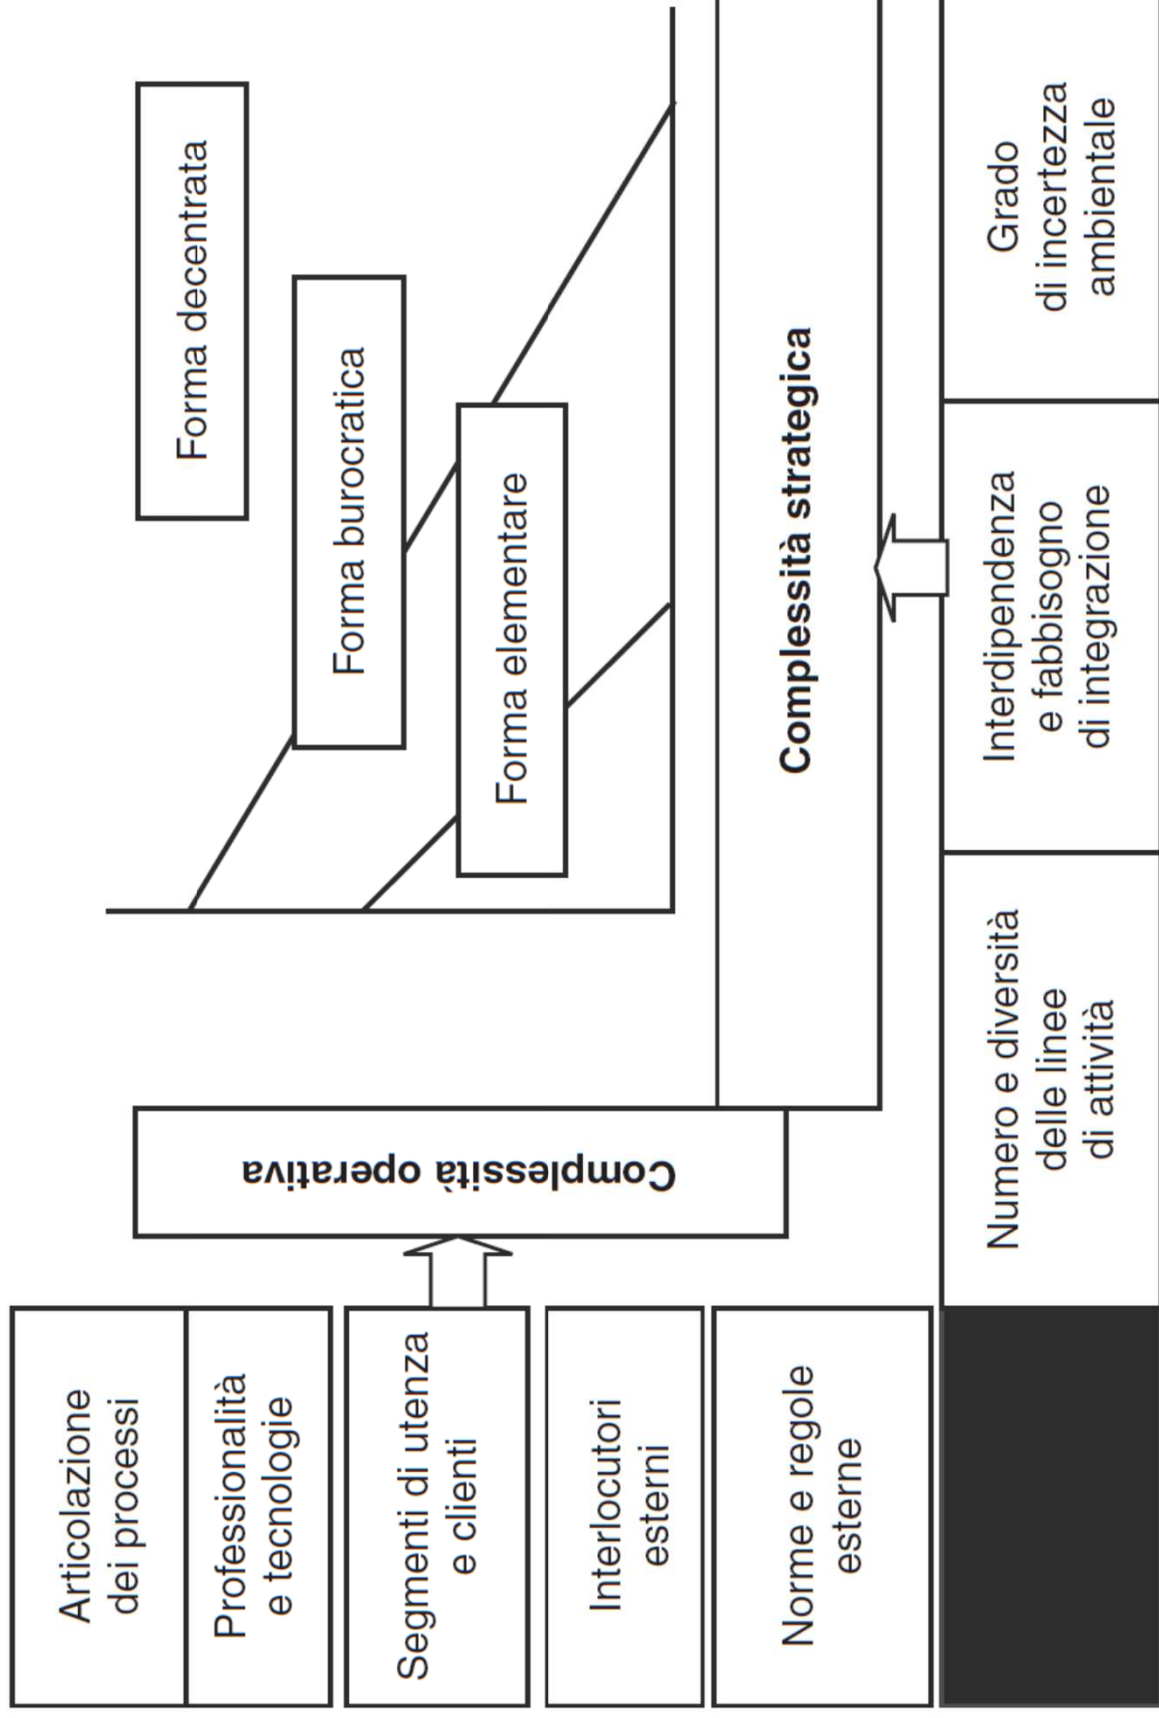 Articolazione
dei processi
Professionalità
e tecnologie
Segmenti di utenza
e clienti
Interlocutori
esterni
Norme e regole
esterne
Complessità operativa
Forma decentrata
Forma burocratica
Forma elementare
Complessità strategica
Numero e diversità
delle linee
di attività
Interdipendenza
e fabbisogno
di integrazione
Grado
di incertezza
ambientale